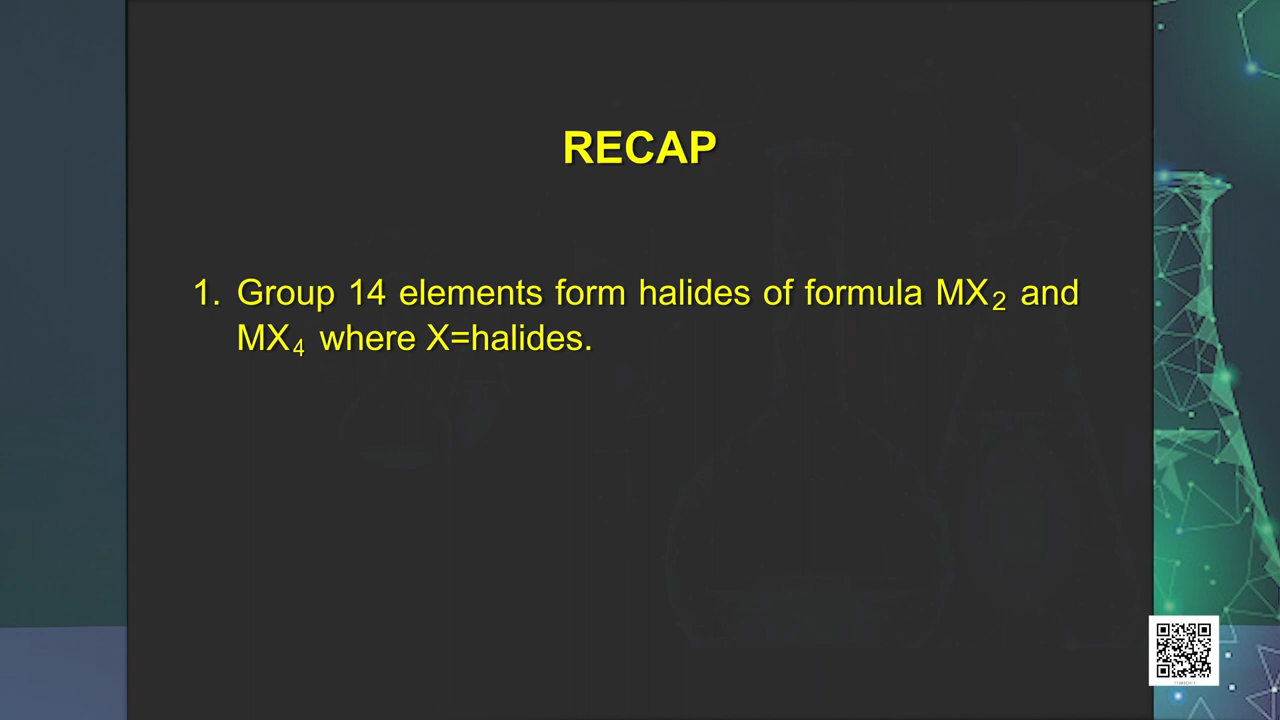 RECAP
1. Group 14 elements form halides of formula MX₂ and
MX₄ where X=halides.